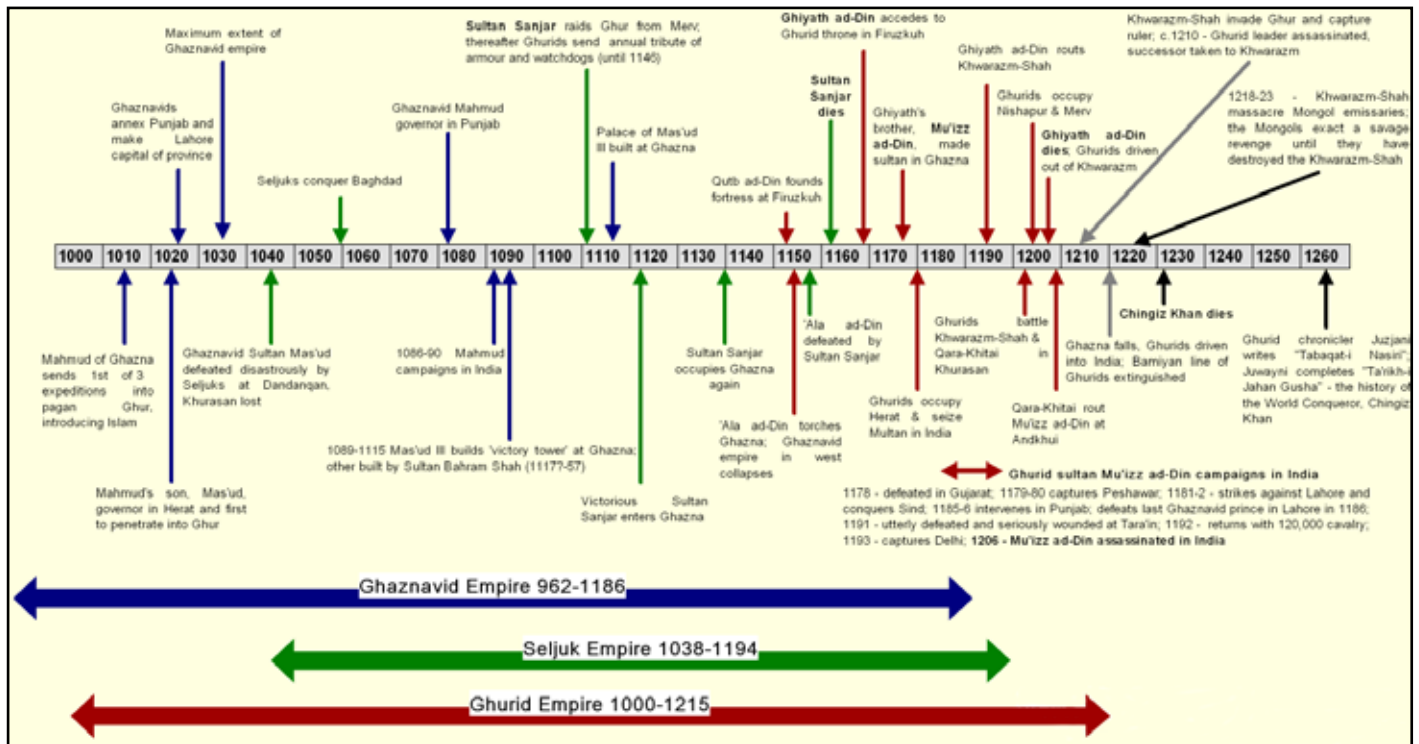 Maximum extent of
Ghaznavid empire
Sultan Sanjar raids Ghur from Merv;
thereafter Ghurids send annual tribute of
armour and watchdogs (until 1146)
Ghiyath ad-Din accedes to
Ghurid throne in Firuzkuh
Ghiyath ad-Din routs
Khwarazm-Shah
Khwarazm-Shah invade Ghur and capture
ruler; c.1210 - Ghurid leader assassinated,
successor taken to Khwarazm
Ghaznavids
annex Punjab and
make Lahore
capital of province
Ghaznavid Mahmud
governor in Punjab
Palace of Mas'ud
III built at Ghazna
Sultan
Sanjar
dies
Ghiyath's
brother, Mu'izz
ad-Din, made
sultan in Ghazna
Ghurids occupy
Nishapur & Merv
Ghiyath ad-Din
dies; Ghurids driven
out of Khwarazm
1218-23 - Khwarazm-Shah
massacre Mongol emissaries;
the Mongols exact a savage
revenge until they have
destroyed the Khwarazm-Shah
Seljuks conquer Baghdad
Qutb ad-Din founds
fortress at Firuzkuh
1000 1010 1020 1030 1040 1050 1060 1070 1080 1090 1100 1110 1120 1130 1140 1150 1160 1170 1180 1190 1200 1210 1220 1230 1240 1250 1260
Mahmud of Ghazna
sends 1st of 3
expeditions into
pagan Ghur,
introducing Islam
Ghaznavid Sultan Mas'ud
defeated disastrously by
Seljuks at Dandanqan,
Khurasan lost
1086-90 Mahmud
campaigns in India
Sultan Sanjar
occupies Ghazna
again
'Ala ad-Din
defeated by
Sultan Sanjar
Ghurids battle
Khwarazm-Shah &
Qara-Khitai in
Khurasan
Ghazna falls, Ghurids driven
into India; Bamiyan line of
Ghurids extinguished
Chingiz Khan dies
Ghurid chronicler Juzjani
writes "Tabaqat-i Nasiri";
Juwayni completes "Ta'rikh-i
Jahan Gusha" - the history of
the World Conqueror, Chingiz
Khan
Mahmud's son, Mas'ud,
governor in Herat and first
to penetrate into Ghur
1089-1115 Mas'ud III builds 'victory tower' at Ghazna;
other built by Sultan Bahram Shah (1117?-57)
Victorious Sultan
Sanjar enters Ghazna
'Ala ad-Din torches
Ghazna; Ghaznavid
empire in west
collapses
Ghurids occupy
Herat & seize
Multan in India
Qara-Khitai rout
Mu'izz ad-Din at
Andkhui
Ghurid sultan Mu'izz ad-Din campaigns in India
1178 - defeated in Gujarat; 1179-80 captures Peshawar; 1181-2 - strikes against Lahore and
conquers Sind; 1185-6 intervenes in Punjab; defeats last Ghaznavid prince in Lahore in 1186;
1191 - utterly defeated and seriously wounded at Tara'in; 1192 - returns with 120,000 cavalry;
1193 - captures Delhi; 1206 - Mu'izz ad-Din assassinated in India
Ghaznavid Empire 962-1186
Seljuk Empire 1038-1194
Ghurid Empire 1000-1215